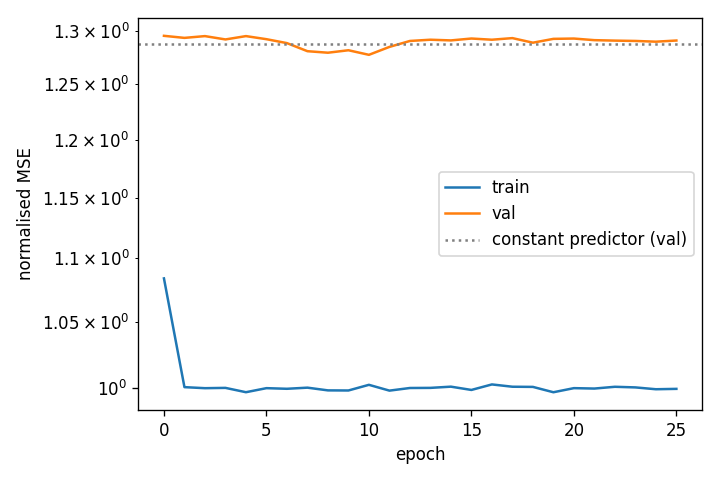 1.3 × 10⁰
1.25 × 10⁰
1.2 × 10⁰
1.15 × 10⁰
1.1 × 10⁰
1.05 × 10⁰
10⁰
normalised MSE
train
val
constant predictor (val)
0 5 10 15 20 25
epoch